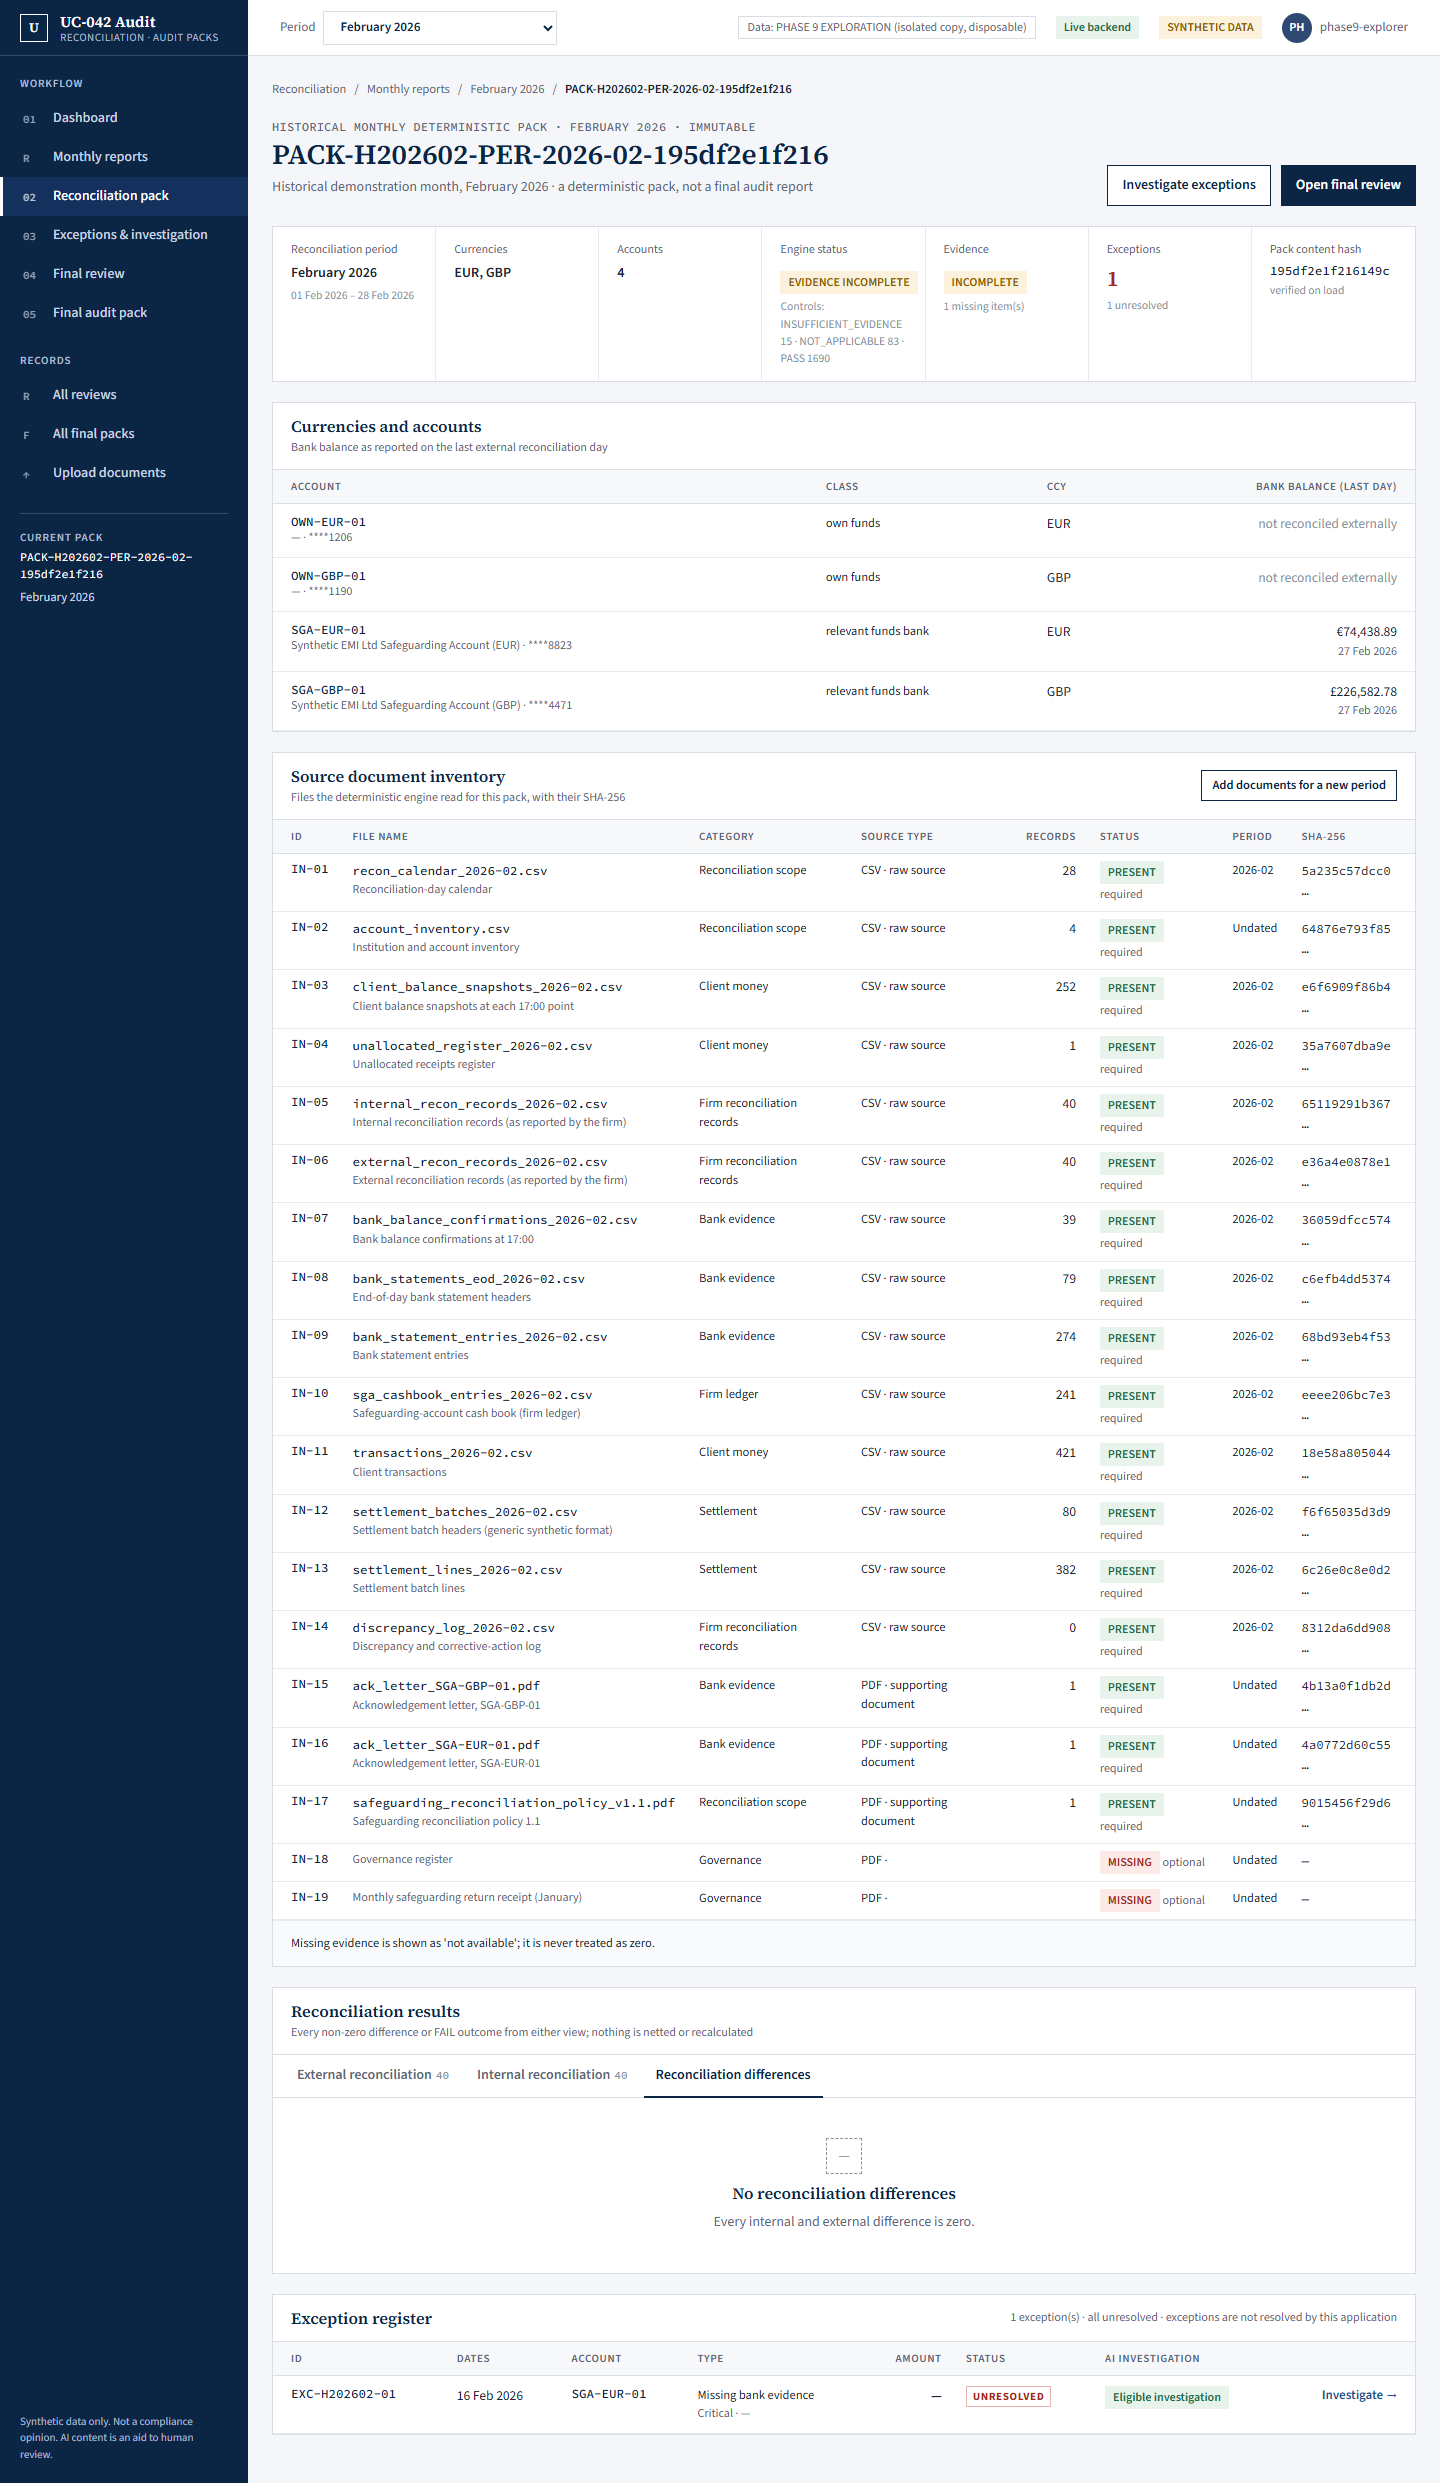 U
UC-042 Audit
RECONCILIATION · AUDIT PACKS
WORKFLOW
01 Dashboard
R Monthly reports
02 Reconciliation pack
03 Exceptions & investigation
04 Final review
05 Final audit pack
RECORDS
R All reviews
F All final packs
↑ Upload documents
CURRENT PACK
PACK-H202602-PER-2026-02-
195df2e1f216
February 2026
Synthetic data only. Not a compliance
opinion. AI content is an aid to human
review.
Period February 2026
Data: PHASE 9 EXPLORATION (isolated copy, disposable)
Live backend
SYNTHETIC DATA
PH phase9-explorer
Reconciliation / Monthly reports / February 2026 / PACK-H202602-PER-2026-02-195df2e1f216
HISTORICAL MONTHLY DETERMINISTIC PACK · FEBRUARY 2026 · IMMUTABLE
PACK-H202602-PER-2026-02-195df2e1f216
Historical demonstration month, February 2026 · a deterministic pack, not a final audit report
Investigate exceptions
Open final review
Reconciliation period
February 2026
01 Feb 2026 – 28 Feb 2026
Currencies
EUR, GBP
Accounts
4
Engine status
EVIDENCE INCOMPLETE
Controls:
INSUFFICIENT_EVIDENCE
15 · NOT_APPLICABLE 83 ·
PASS 1690
Evidence
INCOMPLETE
1 missing item(s)
Exceptions
1
1 unresolved
Pack content hash
195df2e1f216149c
verified on load
Currencies and accounts
Bank balance as reported on the last external reconciliation day
ACCOUNT CLASS CCY BANK BALANCE (LAST DAY)
OWN-EUR-01 own funds EUR not reconciled externally
— · ****1206
OWN-GBP-01 own funds GBP not reconciled externally
— · ****1190
SGA-EUR-01 relevant funds bank EUR €74,438.89
Synthetic EMI Ltd Safeguarding Account (EUR) · ****8823 27 Feb 2026
SGA-GBP-01 relevant funds bank GBP £226,582.78
Synthetic EMI Ltd Safeguarding Account (GBP) · ****4471 27 Feb 2026
Source document inventory
Files the deterministic engine read for this pack, with their SHA-256
Add documents for a new period
ID FILE NAME CATEGORY SOURCE TYPE RECORDS STATUS PERIOD SHA-256
IN-01 recon_calendar_2026-02.csv Reconciliation scope CSV · raw source 28 PRESENT 2026-02 5a235c57dcc0
Reconciliation-day calendar required …
IN-02 account_inventory.csv Reconciliation scope CSV · raw source 4 PRESENT Undated 64876e793f85
Institution and account inventory required …
IN-03 client_balance_snapshots_2026-02.csv Client money CSV · raw source 252 PRESENT 2026-02 e6f6909f86b4
Client balance snapshots at each 17:00 point required …
IN-04 unallocated_register_2026-02.csv Client money CSV · raw source 1 PRESENT 2026-02 35a7607dba9e
Unallocated receipts register required …
IN-05 internal_recon_records_2026-02.csv Firm reconciliation CSV · raw source 40 PRESENT 2026-02 65119291b367
Internal reconciliation records (as reported by the firm) records required …
IN-06 external_recon_records_2026-02.csv Firm reconciliation CSV · raw source 40 PRESENT 2026-02 e36a4e0878e1
External reconciliation records (as reported by the firm) records required …
IN-07 bank_balance_confirmations_2026-02.csv Bank evidence CSV · raw source 39 PRESENT 2026-02 36059dfcc574
Bank balance confirmations at 17:00 required …
IN-08 bank_statements_eod_2026-02.csv Bank evidence CSV · raw source 79 PRESENT 2026-02 c6efb4dd5374
End-of-day bank statement headers required …
IN-09 bank_statement_entries_2026-02.csv Bank evidence CSV · raw source 274 PRESENT 2026-02 68bd93eb4f53
Bank statement entries required …
IN-10 sga_cashbook_entries_2026-02.csv Firm ledger CSV · raw source 241 PRESENT 2026-02 eeee206bc7e3
Safeguarding-account cash book (firm ledger) required …
IN-11 transactions_2026-02.csv Client money CSV · raw source 421 PRESENT 2026-02 18e58a805044
Client transactions required …
IN-12 settlement_batches_2026-02.csv Settlement CSV · raw source 80 PRESENT 2026-02 f6f65035d3d9
Settlement batch headers (generic synthetic format) required …
IN-13 settlement_lines_2026-02.csv Settlement CSV · raw source 382 PRESENT 2026-02 6c26e0c8e0d2
Settlement batch lines required …
IN-14 discrepancy_log_2026-02.csv Firm reconciliation CSV · raw source 0 PRESENT 2026-02 8312da6dd908
Discrepancy and corrective-action log records required …
IN-15 ack_letter_SGA-GBP-01.pdf Bank evidence PDF · supporting 1 PRESENT Undated 4b13a0f1db2d
Acknowledgement letter, SGA-GBP-01 document required …
IN-16 ack_letter_SGA-EUR-01.pdf Bank evidence PDF · supporting 1 PRESENT Undated 4a0772d60c55
Acknowledgement letter, SGA-EUR-01 document required …
IN-17 safeguarding_reconciliation_policy_v1.1.pdf Reconciliation scope PDF · supporting 1 PRESENT Undated 9015456f29d6
Safeguarding reconciliation policy 1.1 document required …
IN-18 Governance register Governance PDF · MISSING optional Undated —
IN-19 Monthly safeguarding return receipt (January) Governance PDF · MISSING optional Undated —
Missing evidence is shown as 'not available'; it is never treated as zero.
Reconciliation results
Every non-zero difference or FAIL outcome from either view; nothing is netted or recalculated
External reconciliation 40 Internal reconciliation 40 Reconciliation differences
—
No reconciliation differences
Every internal and external difference is zero.
Exception register
1 exception(s) · all unresolved · exceptions are not resolved by this application
ID DATES ACCOUNT TYPE AMOUNT STATUS AI INVESTIGATION
EXC-H202602-01 16 Feb 2026 SGA-EUR-01 Missing bank evidence — UNRESOLVED Eligible investigation Investigate →
Critical · —